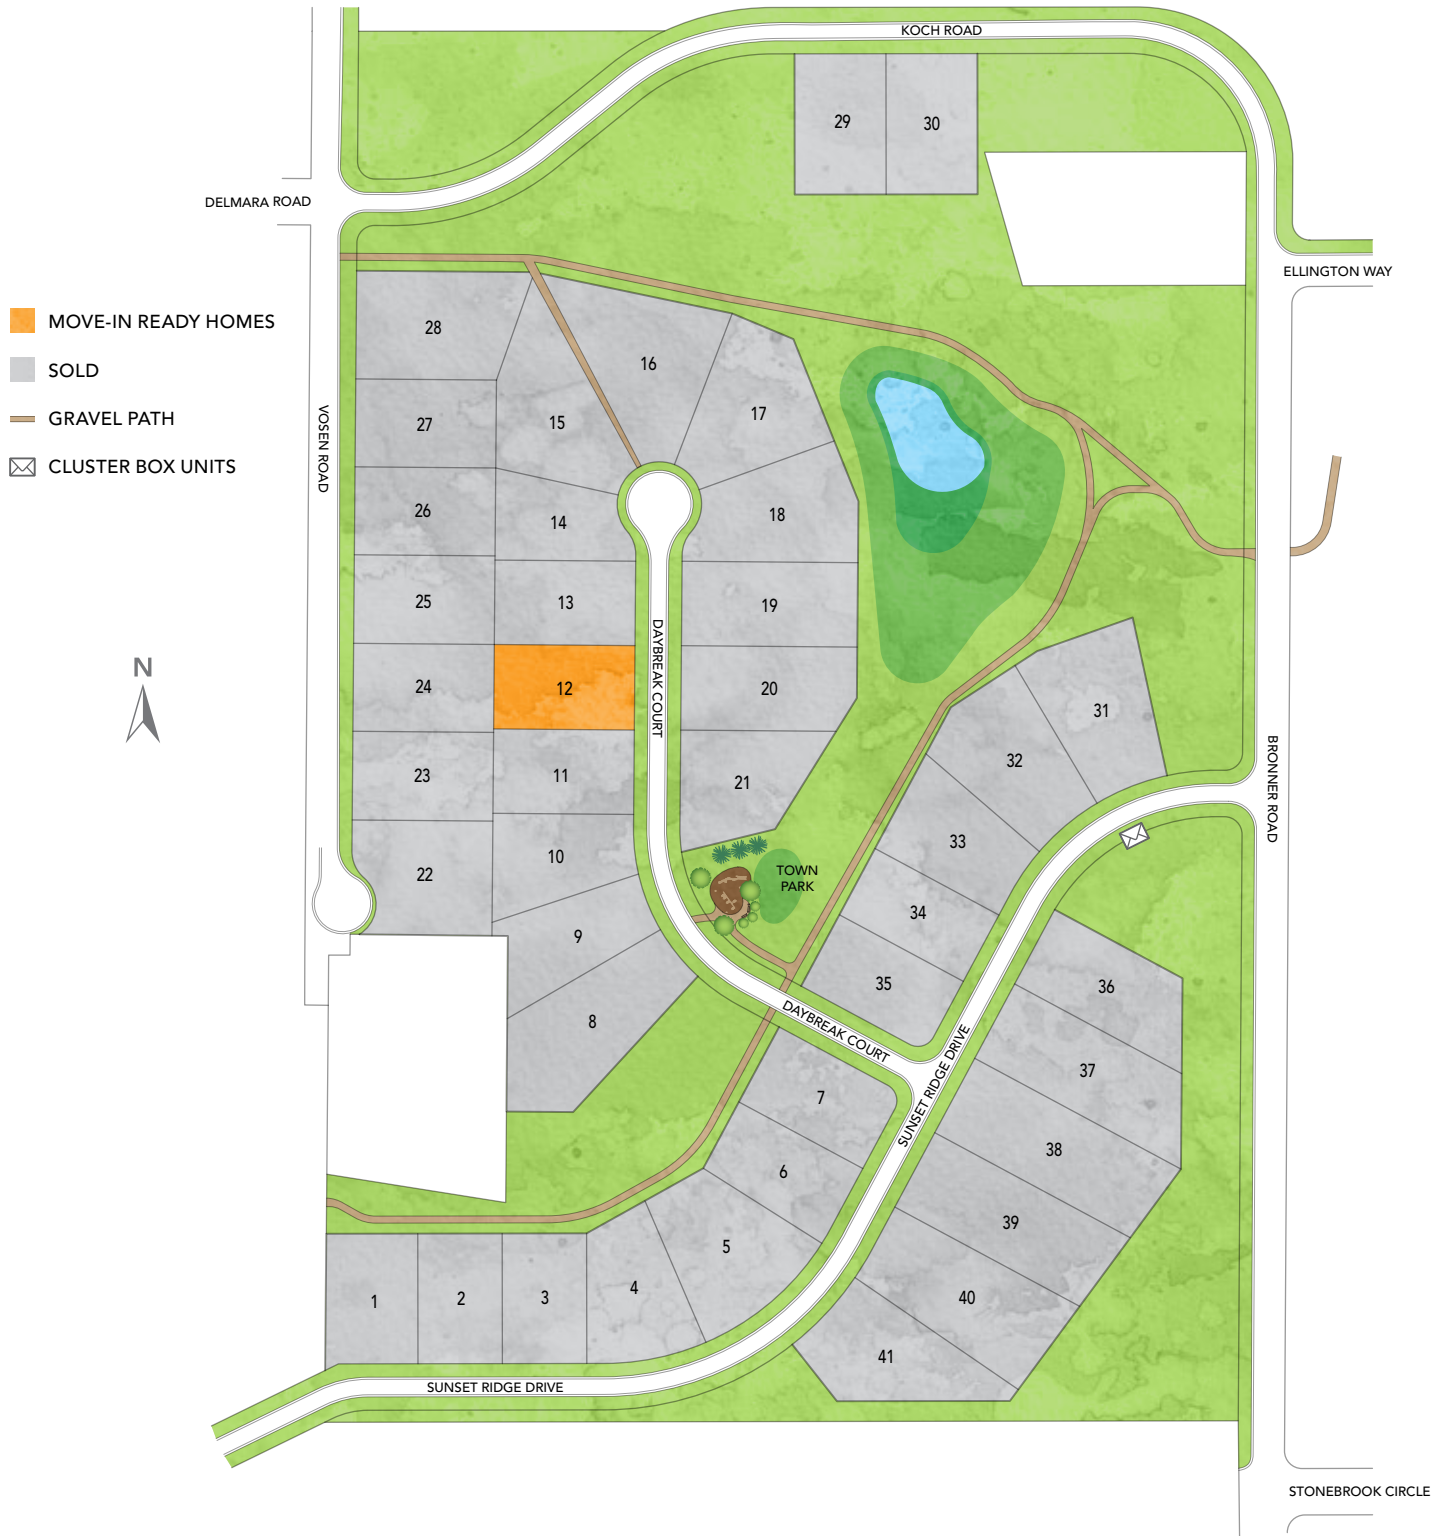 KOCH ROAD
29
30
DELMARA ROAD
ELLINGTON WAY
MOVE-IN READY HOMES
SOLD
GRAVEL PATH
CLUSTER BOX UNITS
VOSEN ROAD
28
16
17
27
15
26
14
18
25
13
19
N
24
12
20
DAYBREAK COURT
31
32
23
11
21
BRONNER ROAD
33
10
22
TOWN
PARK
34
9
35
36
8
DAYBREAK COURT
37
7
SUNSET RIDGE DRIVE
38
6
39
5
4
40
1
2
3
41
SUNSET RIDGE DRIVE
STONEBROOK CIRCLE